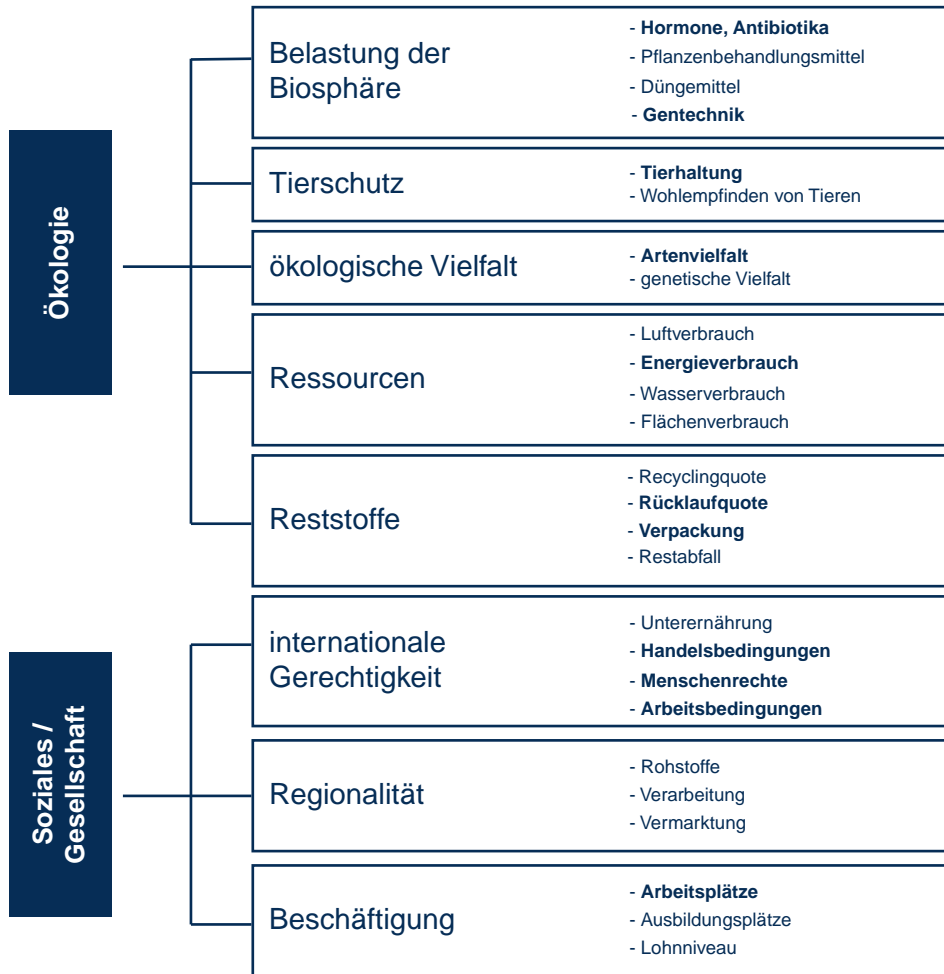 Ökologie
Belastung der
Biosphäre
- Hormone, Antibiotika
- Pflanzenbehandlungsmittel
- Düngemittel
- Gentechnik
Tierschutz
- Tierhaltung
- Wohlempfinden von Tieren
ökologische Vielfalt
- Artenvielfalt
- genetische Vielfalt
Ressourcen
- Luftverbrauch
- Energieverbrauch
- Wasserverbrauch
- Flächenverbrauch
Reststoffe
- Recyclingquote
- Rücklaufquote
- Verpackung
- Restabfall
Soziales /
Gesellschaft
internationale
Gerechtigkeit
- Unterernährung
- Handelsbedingungen
- Menschenrechte
- Arbeitsbedingungen
Regionalität
- Rohstoffe
- Verarbeitung
- Vermarktung
Beschäftigung
- Arbeitsplätze
- Ausbildungsplätze
- Lohnniveau